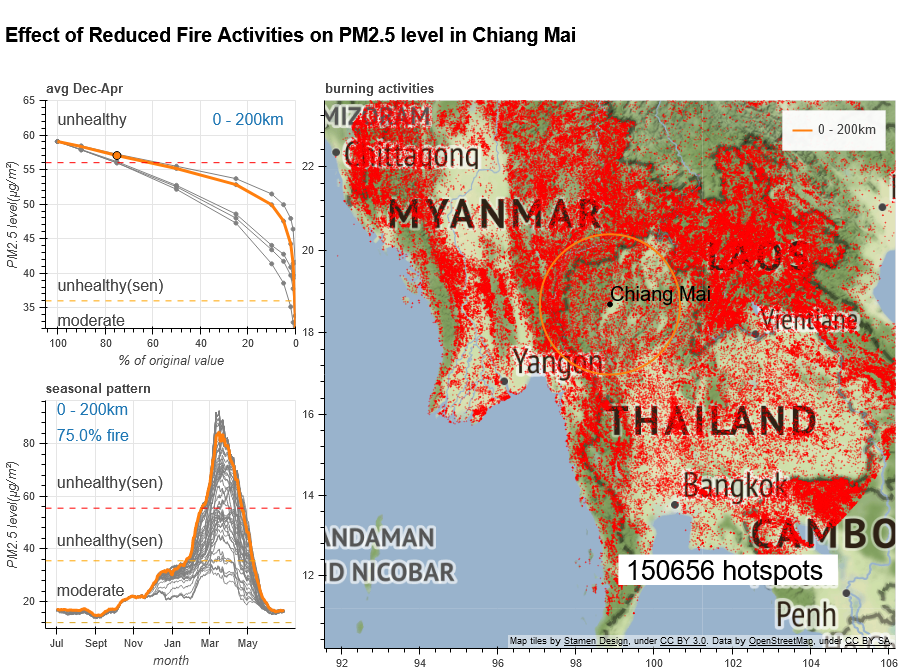 Effect of Reduced Fire Activities on PM2.5 level in Chiang Mai
avg Dec-Apr
65
60
55
50
45
40
35
PM2.5 level(µg/m²)
unhealthy
0 - 200km
unhealthy(sen)
moderate
100 80 60 40 20 0
% of original value
seasonal pattern
0 - 200km
75.0% fire
80
60
40
20
PM2.5 level(µg/m²)
unhealthy(sen)
unhealthy(sen)
moderate
Jul Sept Nov Jan Mar May
month
burning activities
0 - 200km
22
20
18
16
14
12
MIZORAM
Chittagong
MYANMAR
LAOS
Chiang Mai
Vientiane
Yangon
THAILAND
Bangkok
CAMBO
ANDAMAN
D NICOBAR
150656 hotspots
Penh
Map tiles by Stamen Design, under CC BY 3.0. Data by OpenStreetMap, under CC BY SA
92 94 96 98 100 102 104 106